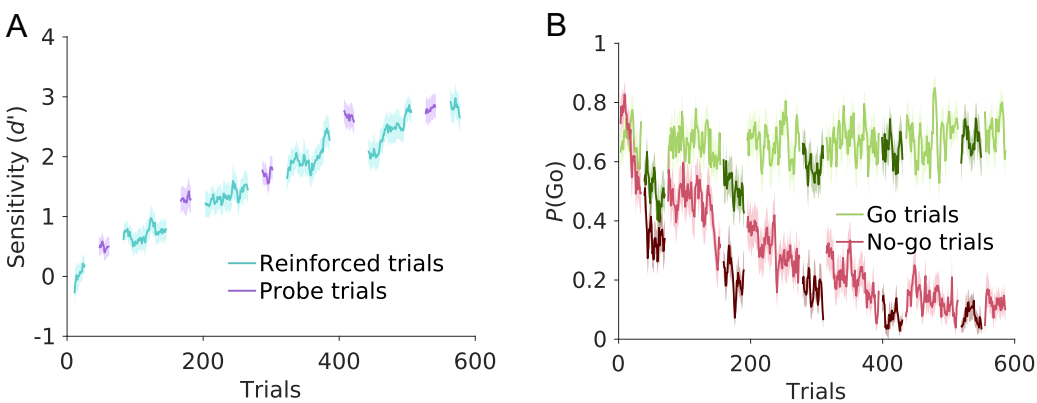 A
Sensitivity (d')
4
3
2
1
0
-1
0
200
400
600
Trials
Reinforced trials
Probe trials
B
P(Go)
1
0.8
0.6
0.4
0.2
0
0
200
400
600
Trials
Go trials
No-go trials